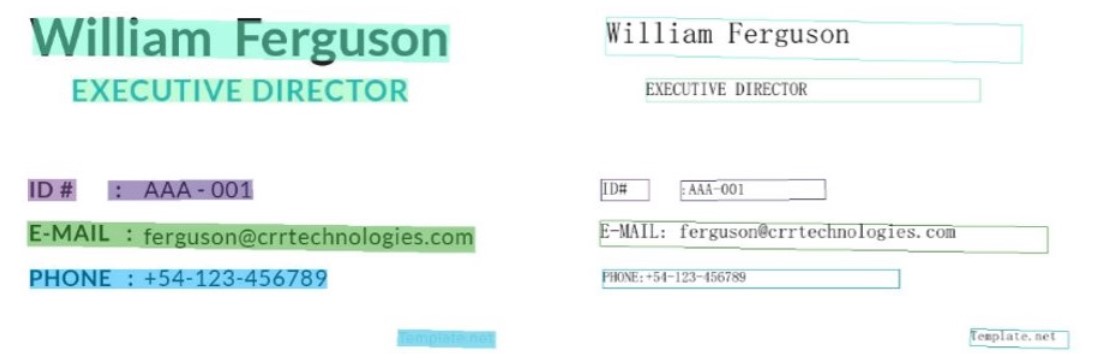 William Ferguson William Ferguson
EXECUTIVE DIRECTOR EXECUTIVE DIRECTOR
ID # : AAA - 001 ID# :AAA-001
E-MAIL : ferguson@crrtechnologies.com E-MAIL: ferguson@crrtechnologies.com
PHONE : +54-123-456789 PHONE:+54-123-456789
Template.net Template.net